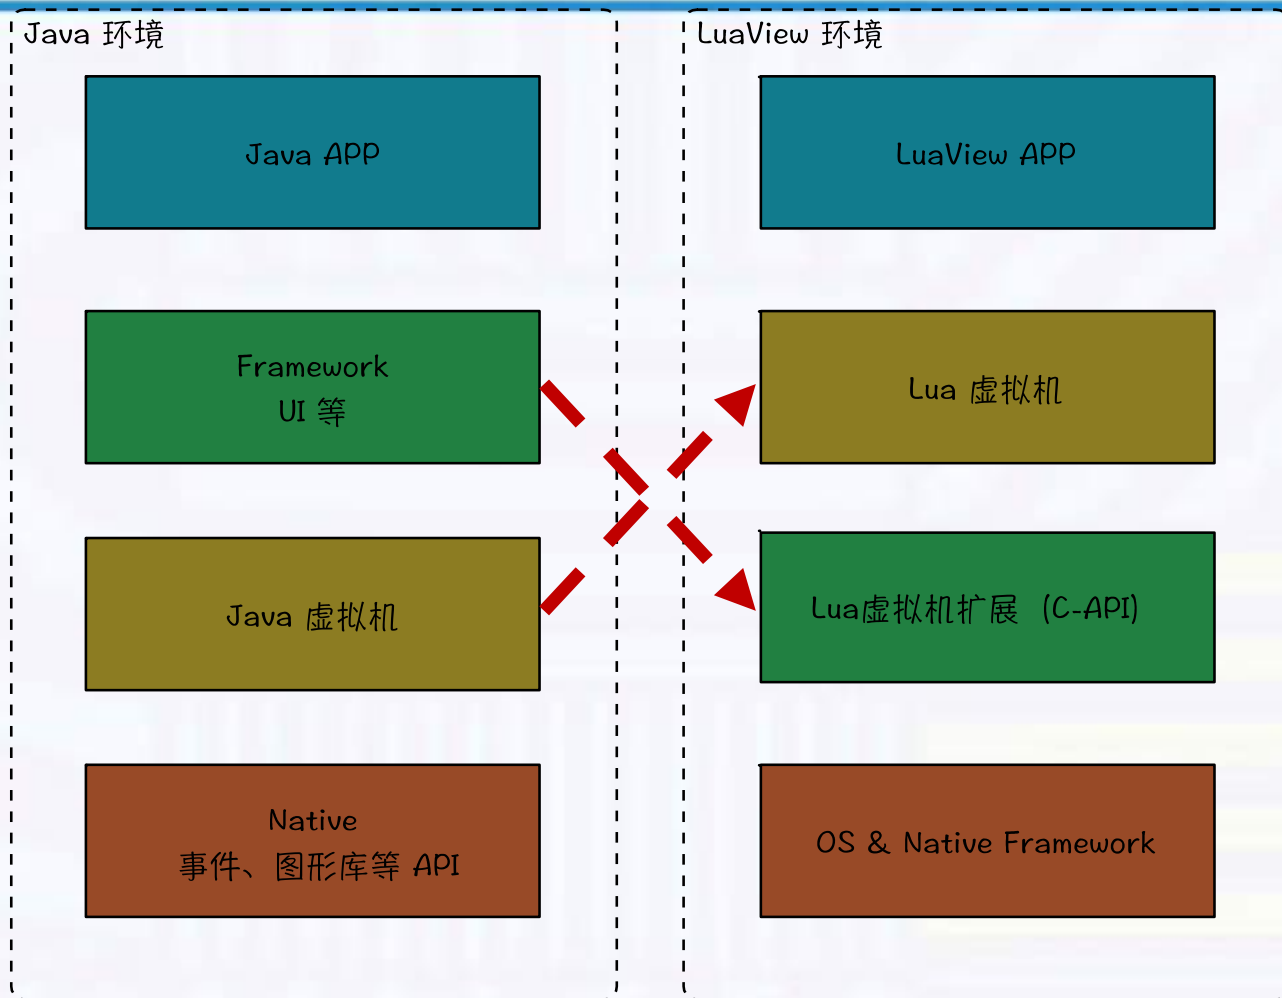 Java 环境
Java APP
Framework
UI 等
Java 虚拟机
Native
事件、图形库等 API
LuaView 环境
LuaView APP
Lua 虚拟机
Lua虚拟机扩展（C-API）
OS & Native Framework